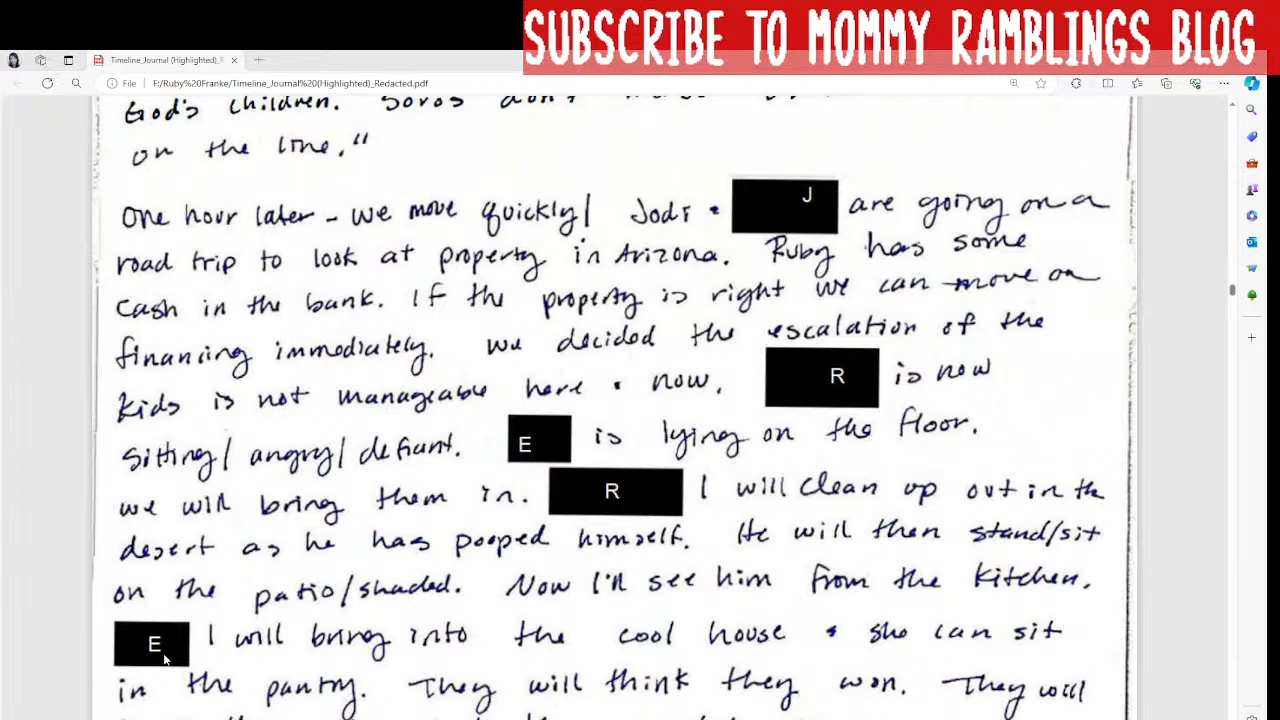 SUBSCRIBE TO MOMMY RAMBLINGS BLOG
Timeline_Journal (Highlighted)_F
File F:/Ruby%20Franke/Timeline_Journal%20(Highlighted)_Redacted.pdf
God's children.
on the line."
One hour later - we move quickly/ Jodi + J are going on a
road trip to look at property in Arizona. Ruby has some
cash in the bank. If the property is right we can move on
financing immediately. We decided the escalation of the
kids is not manageable here + now. R is now
sitting/ angry/ defiant. E is lying on the floor.
we will bring them in. R I will clean up out in th
desert as he has pooped himself. He will then stand/sit
on the patio/shaded. Now I'll see him from the kitchen.
E I will bring into the cool house + she can sit
in the pantry. They will think they won. They will